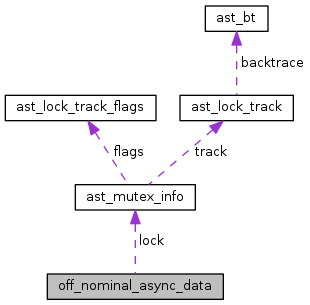 ast_bt
backtrace
ast_lock_track_flags
ast_lock_track
flags
track
ast_mutex_info
lock
off_nominal_async_data